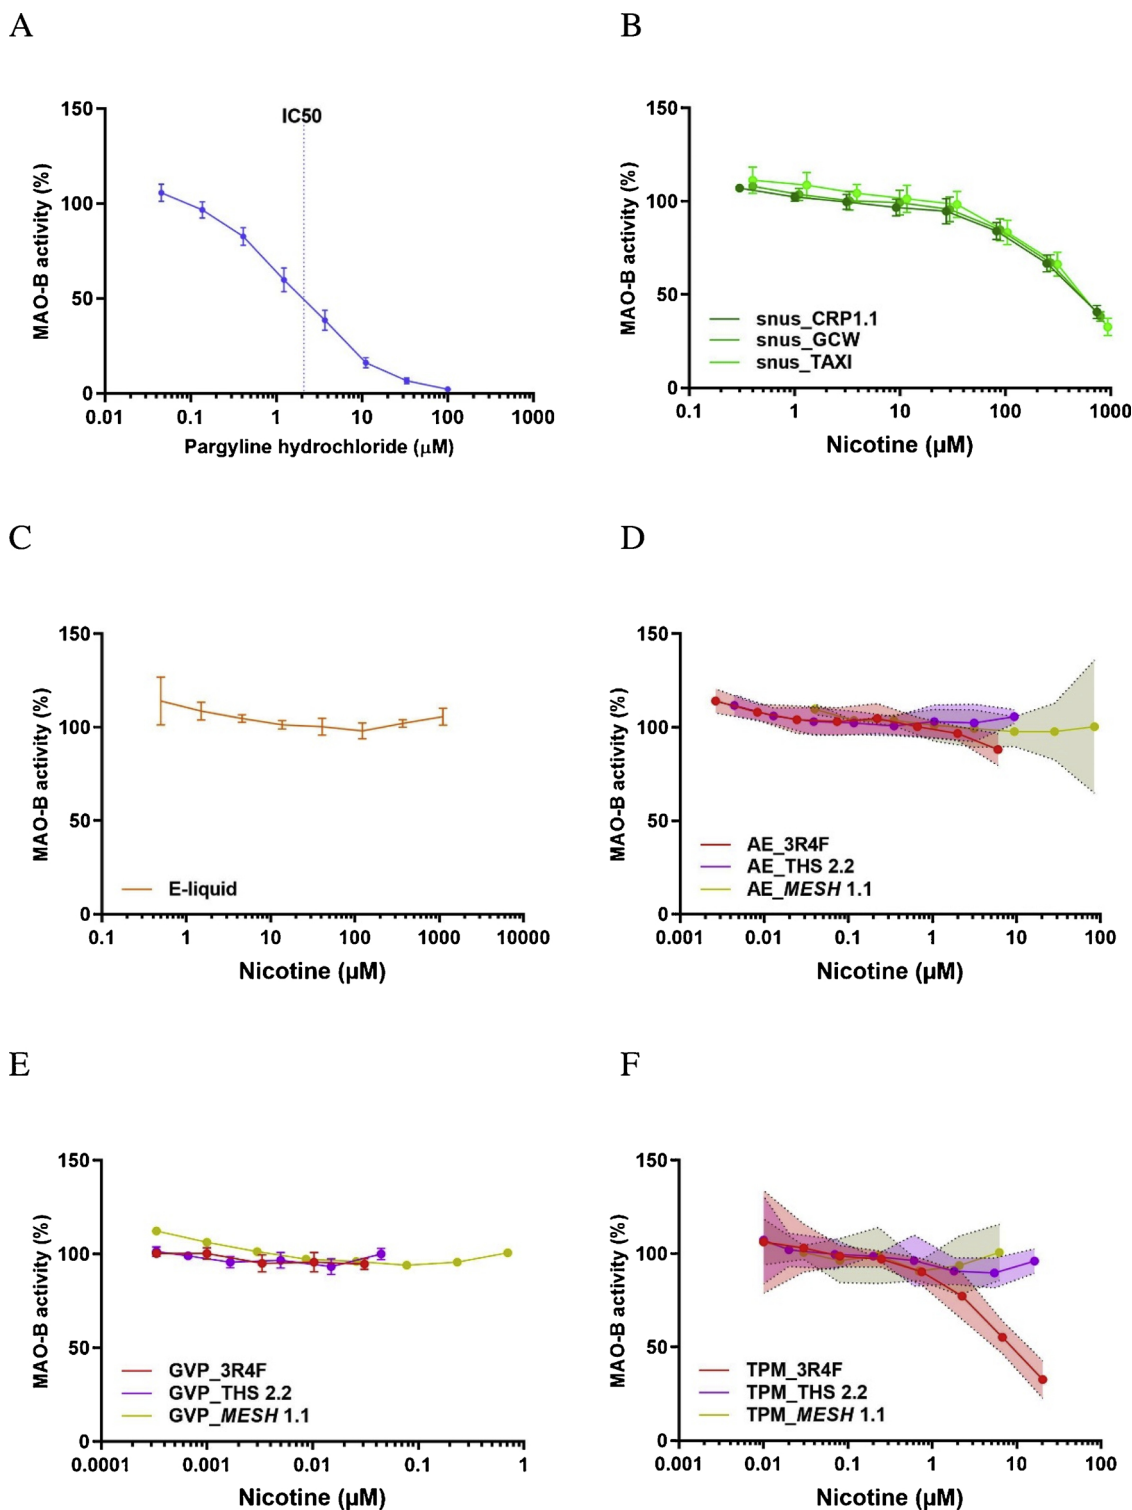 A
B
150
100
50
0
MAO-B activity (%)
IC50
0.01
0.1
1
10
100
1000
Pargyline hydrochloride (μM)
150
100
50
0
MAO-B activity (%)
snus_CRP1.1
snus_GCW
snus_TAXI
0.1
1
10
100
1000
Nicotine (μM)
C
D
150
100
50
0
MAO-B activity (%)
E-liquid
0.1
1
10
100
1000
10000
Nicotine (μM)
150
100
50
0
MAO-B activity (%)
AE_3R4F
AE_THS 2.2
AE_MESH 1.1
0.001
0.01
0.1
1
10
100
Nicotine (μM)
E
F
150
100
50
0
MAO-B activity (%)
GVP_3R4F
GVP_THS 2.2
GVP_MESH 1.1
0.0001
0.001
0.01
0.1
1
Nicotine (μM)
150
100
50
0
MAO-B activity (%)
TPM_3R4F
TPM_THS 2.2
TPM_MESH 1.1
0.001
0.01
0.1
1
10
100
Nicotine (μM)